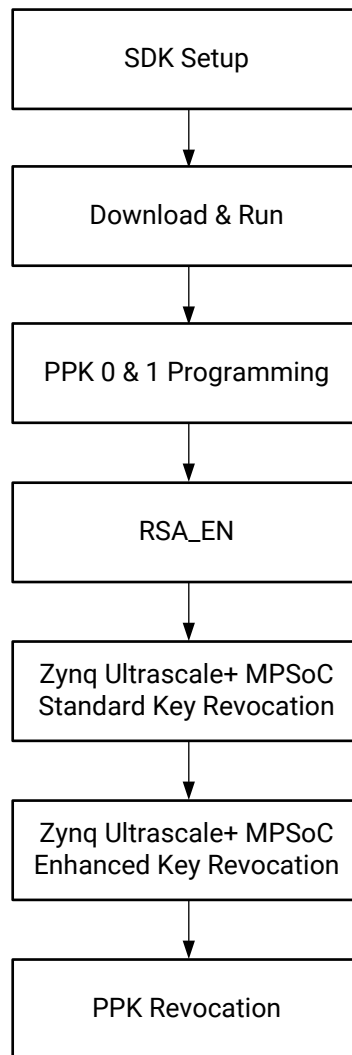 SDK Setup
Download & Run
PPK 0 & 1 Programming
RSA_EN
Zynq Ultrascale+ MPSoC
Standard Key Revocation
Zynq Ultrascale+ MPSoC
Enhanced Key Revocation
PPK Revocation